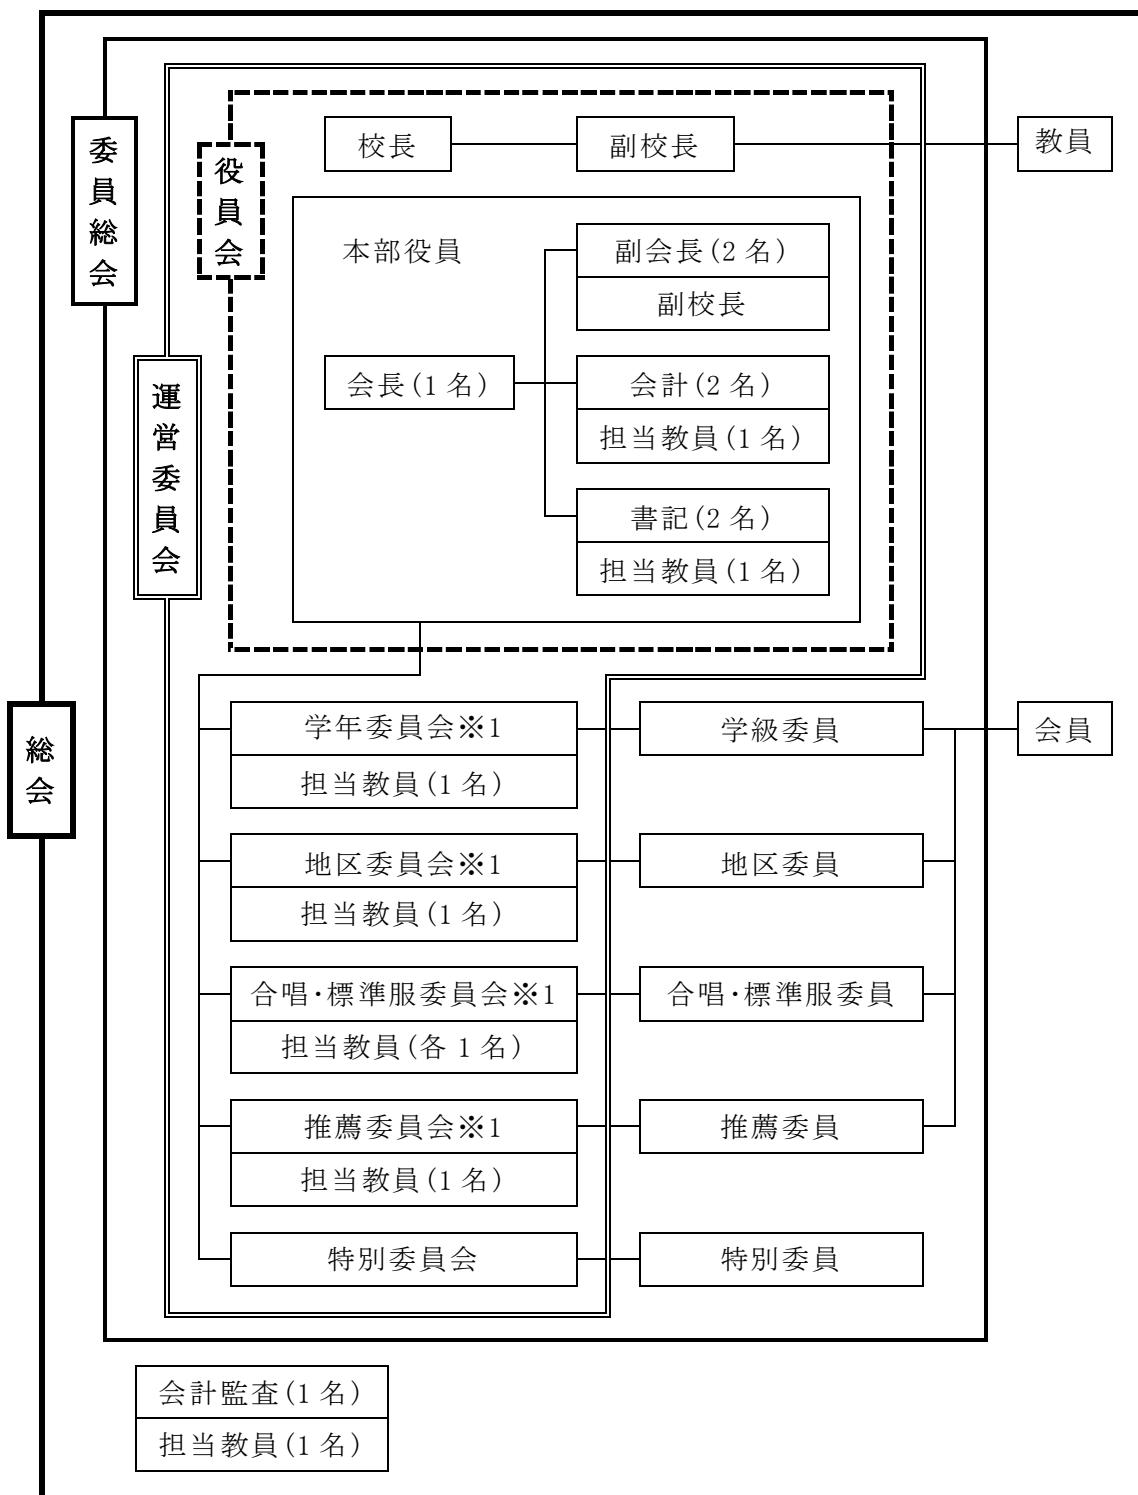 校長
副校長
教員
委員総会
役員会
本部役員
副会長(2名)
副校長
会長(1名)
会計(2名)
担当教員(1名)
運営委員会
書記(2名)
担当教員(1名)
総会
学年委員会※1
担当教員(1名)
学級委員
会員
地区委員会※1
担当教員(1名)
地区委員
合唱・標準服委員会※1
担当教員(各1名)
合唱・標準服委員
推薦委員会※1
担当教員(1名)
推薦委員
特別委員会
特別委員
会計監査(1名)
担当教員(1名)